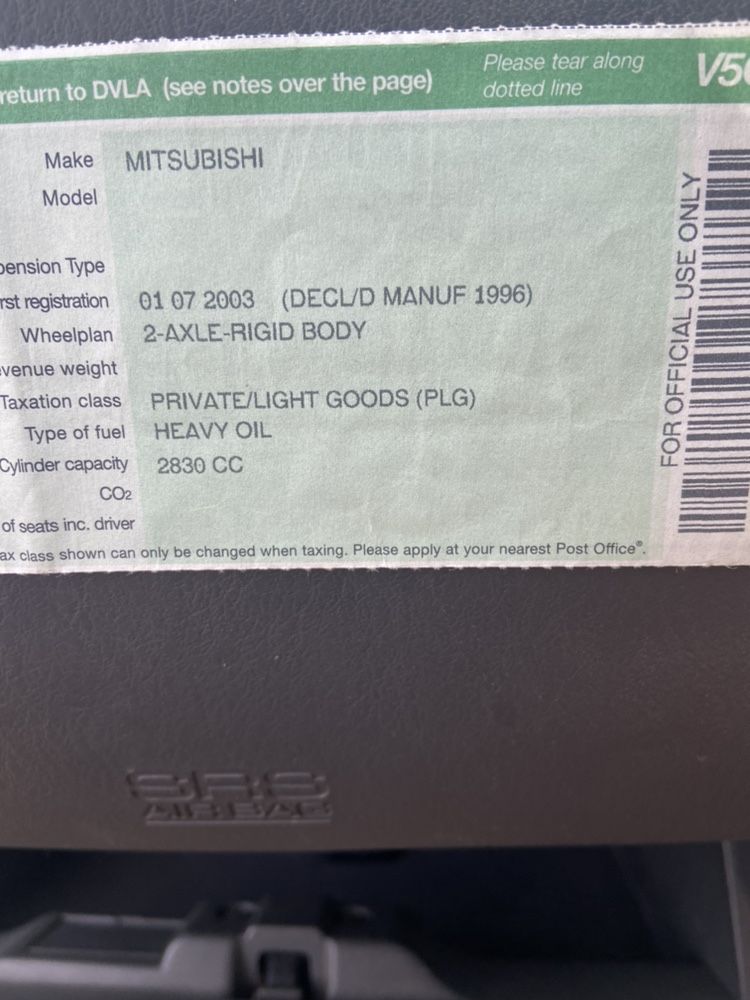 return to DVLA (see notes over the page) Please tear along dotted line
Make MITSUBISHI
Model
pension Type
rst registration 01 07 2003 (DECL/D MANUF 1996)
Wheelplan 2-AXLE-RIGID BODY
venue weight
Taxation class PRIVATE/LIGHT GOODS (PLG)
Type of fuel HEAVY OIL
Cylinder capacity 2830 CC
CO2
of seats inc. driver
ax class shown can only be changed when taxing. Please apply at your nearest Post Office®.
V5
FOR OFFICIAL USE ONLY
SRS
AIRBAG